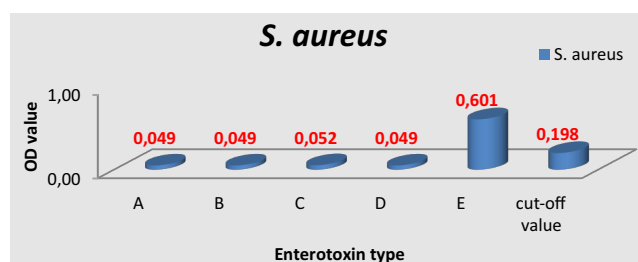 S. aureus
S. aureus
OD value
1,00
0,00
0,049
0,049
0,052
0,049
0,601
0,198
A
B
C
D
E
cut-off
value
Enterotoxin type